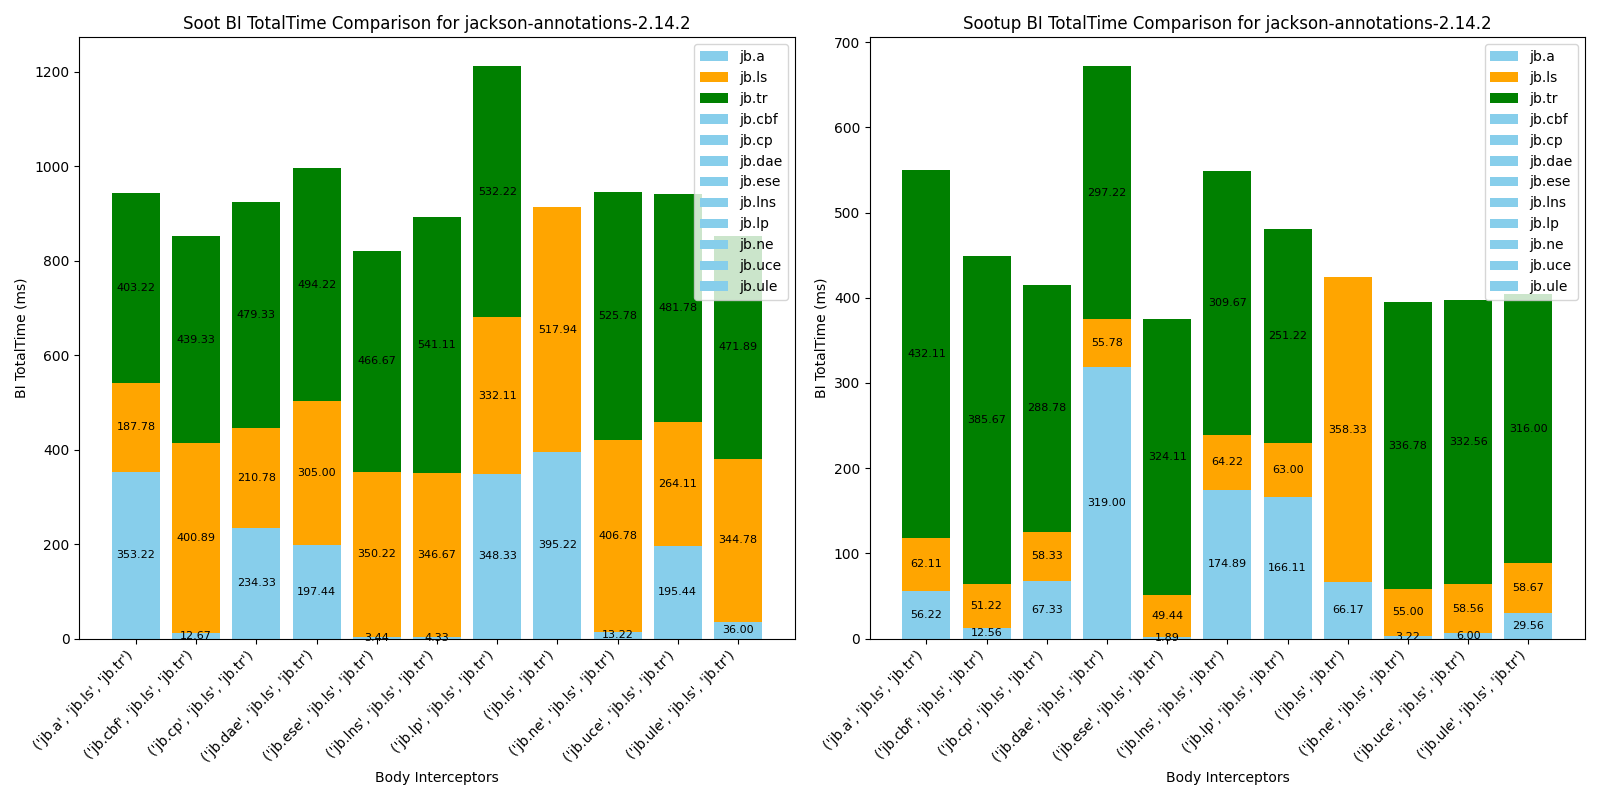 Soot BI TotalTime Comparison for jackson-annotations-2.14.2
BI TotalTime (ms)
1200
1000
800
600
400
200
0
jb.a
jb.ls
jb.tr
jb.cbf
jb.cp
jb.dae
jb.ese
jb.lns
jb.lp
jb.ne
jb.uce
jb.ule
403.22
187.78
353.22
439.33
400.89
12.67
479.33
210.78
234.33
494.22
305.00
197.44
466.67
350.22
3.44
541.11
346.67
4.33
532.22
332.11
348.33
517.94
395.22
525.78
406.78
13.22
481.78
264.11
195.44
471.89
344.78
36.00
('jb.a', 'jb.ls', 'jb.tr')
('jb.cbf', 'jb.ls', 'jb.tr')
('jb.cp', 'jb.ls', 'jb.tr')
('jb.dae', 'jb.ls', 'jb.tr')
('jb.ese', 'jb.ls', 'jb.tr')
('jb.lns', 'jb.ls', 'jb.tr')
('jb.lp', 'jb.ls', 'jb.tr')
('jb.ls', 'jb.tr')
('jb.ne', 'jb.ls', 'jb.tr')
('jb.uce', 'jb.ls', 'jb.tr')
('jb.ule', 'jb.ls', 'jb.tr')
Body Interceptors
Sootup BI TotalTime Comparison for jackson-annotations-2.14.2
BI TotalTime (ms)
700
600
500
400
300
200
100
0
jb.a
jb.ls
jb.tr
jb.cbf
jb.cp
jb.dae
jb.ese
jb.lns
jb.lp
jb.ne
jb.uce
jb.ule
432.11
62.11
56.22
385.67
51.22
12.56
288.78
58.33
67.33
297.22
55.78
319.00
324.11
49.44
1.89
309.67
64.22
174.89
251.22
63.00
166.11
358.33
66.17
336.78
55.00
3.22
332.56
58.56
6.00
316.00
58.67
29.56
('jb.a', 'jb.ls', 'jb.tr')
('jb.cbf', 'jb.ls', 'jb.tr')
('jb.cp', 'jb.ls', 'jb.tr')
('jb.dae', 'jb.ls', 'jb.tr')
('jb.ese', 'jb.ls', 'jb.tr')
('jb.lns', 'jb.ls', 'jb.tr')
('jb.lp', 'jb.ls', 'jb.tr')
('jb.ls', 'jb.tr')
('jb.ne', 'jb.ls', 'jb.tr')
('jb.uce', 'jb.ls', 'jb.tr')
('jb.ule', 'jb.ls', 'jb.tr')
Body Interceptors